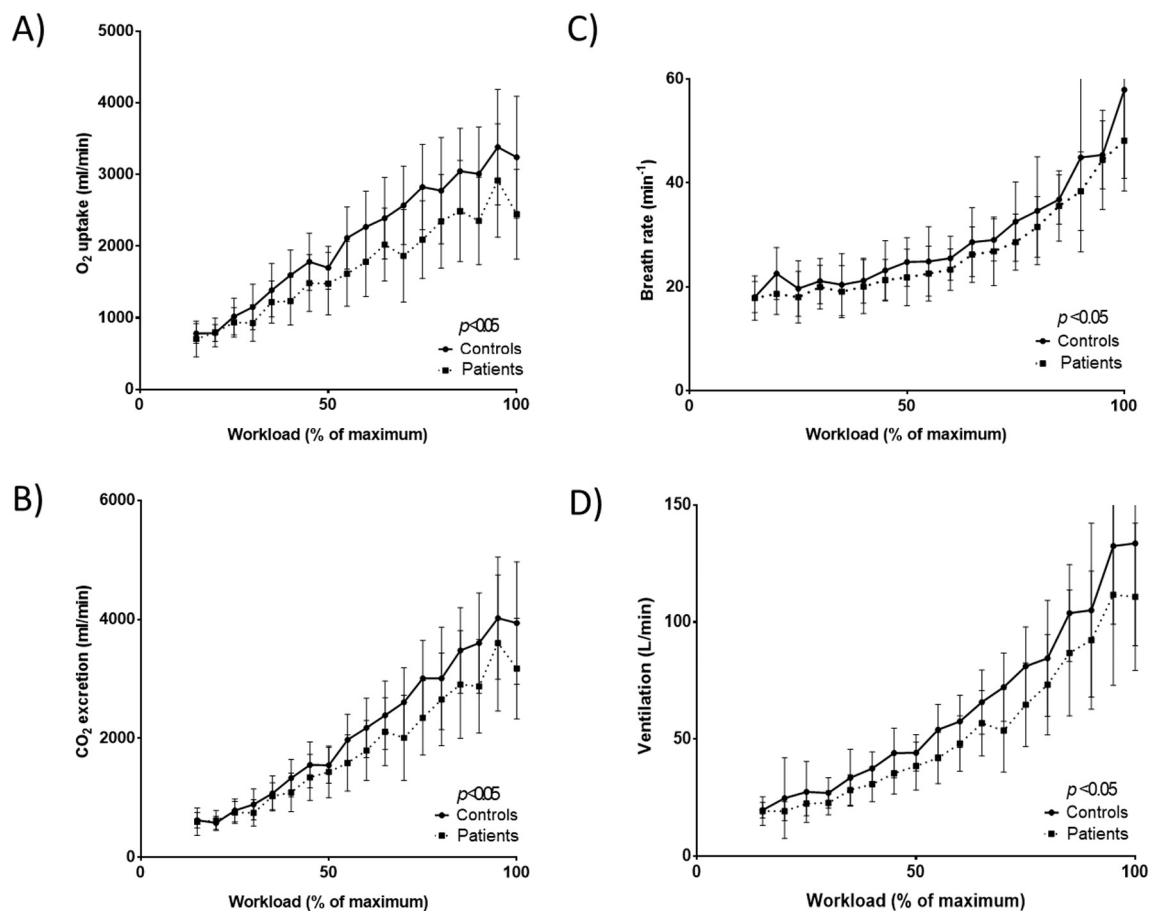 A)
5000
4000
3000
2000
1000
0
O2 uptake (ml/min)
p<0.05
Controls
Patients
0
50
100
Workload (% of maximum)
C)
60
40
20
0
Breath rate (min-1)
p<0.05
Controls
Patients
0
50
100
Workload (% of maximum)
B)
6000
4000
2000
0
CO2 excretion (ml/min)
p<0.05
Controls
Patients
0
50
100
Workload (% of maximum)
D)
150
100
50
0
Ventilation (L/min)
p<0.05
Controls
Patients
0
50
100
Workload (% of maximum)